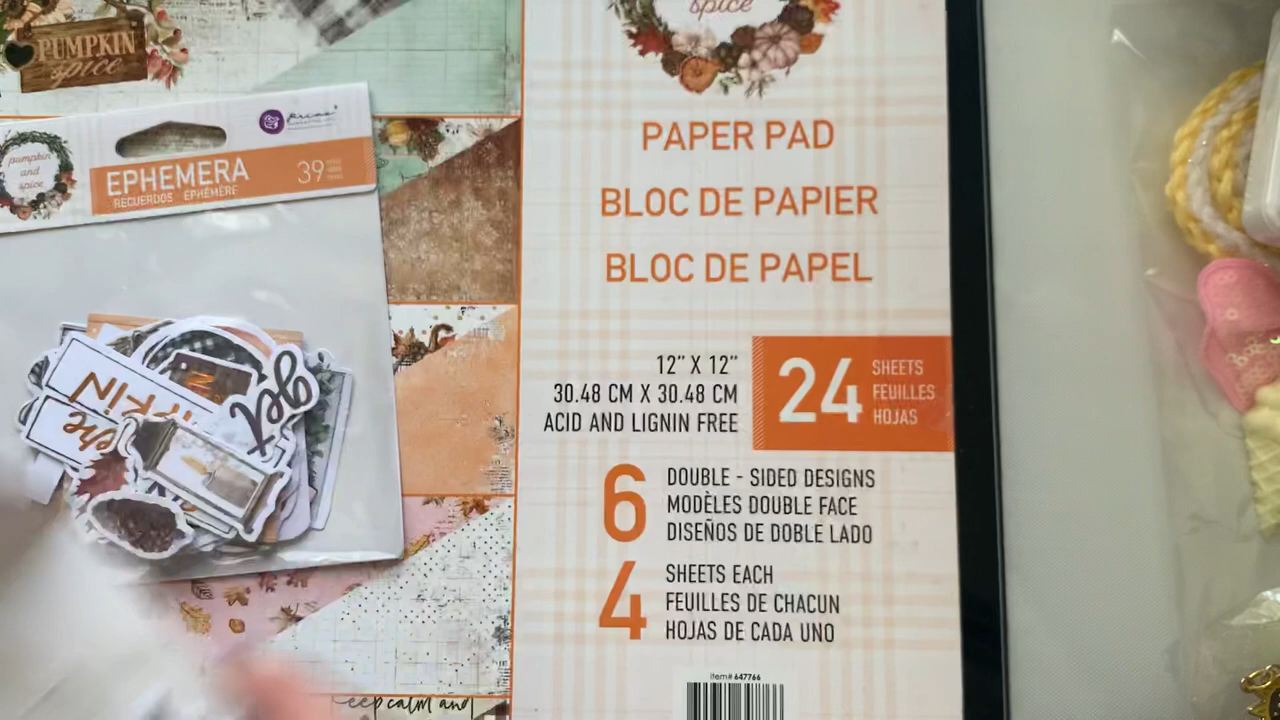 PUMPKIN
spice
pumpkin
and
spice
EPHEMERA
RECUERDOS ÉPHÉMÈRE
39
get
the
spice
PAPER PAD
BLOC DE PAPIER
BLOC DE PAPEL
12" X 12"
30.48 CM X 30.48 CM
ACID AND LIGNIN FREE
24
SHEETS
FEUILLES
HOJAS
6
DOUBLE - SIDED DESIGNS
MODÈLES DOUBLE FACE
DISEÑOS DE DOBLE LADO
4
SHEETS EACH
FEUILLES DE CHACUN
HOJAS DE CADA UNO
item# 647766
eep calm and